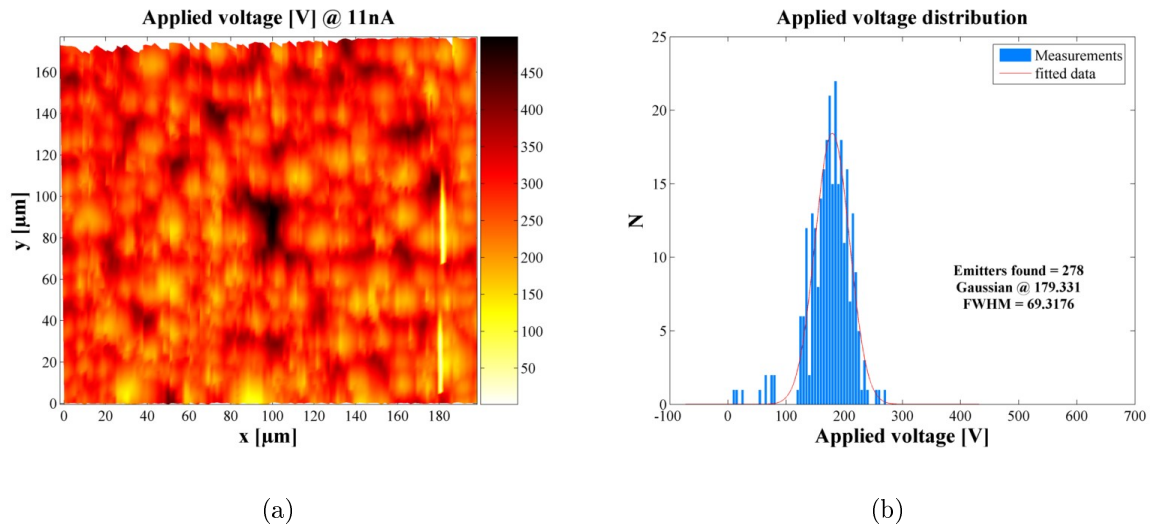 Applied voltage [V] @ 11nA
160
140
120
100
80
60
40
20
0
y [μm]
0 20 40 60 80 100 120 140 160 180
x [μm]
450
400
350
300
250
200
150
100
50
(a)
Applied voltage distribution
25
20
15
10
5
0
N
Measurements
fitted data
Emitters found = 278
Gaussian @ 179.331
FWHM = 69.3176
-100 0 100 200 300 400 500 600 700
Applied voltage [V]
(b)